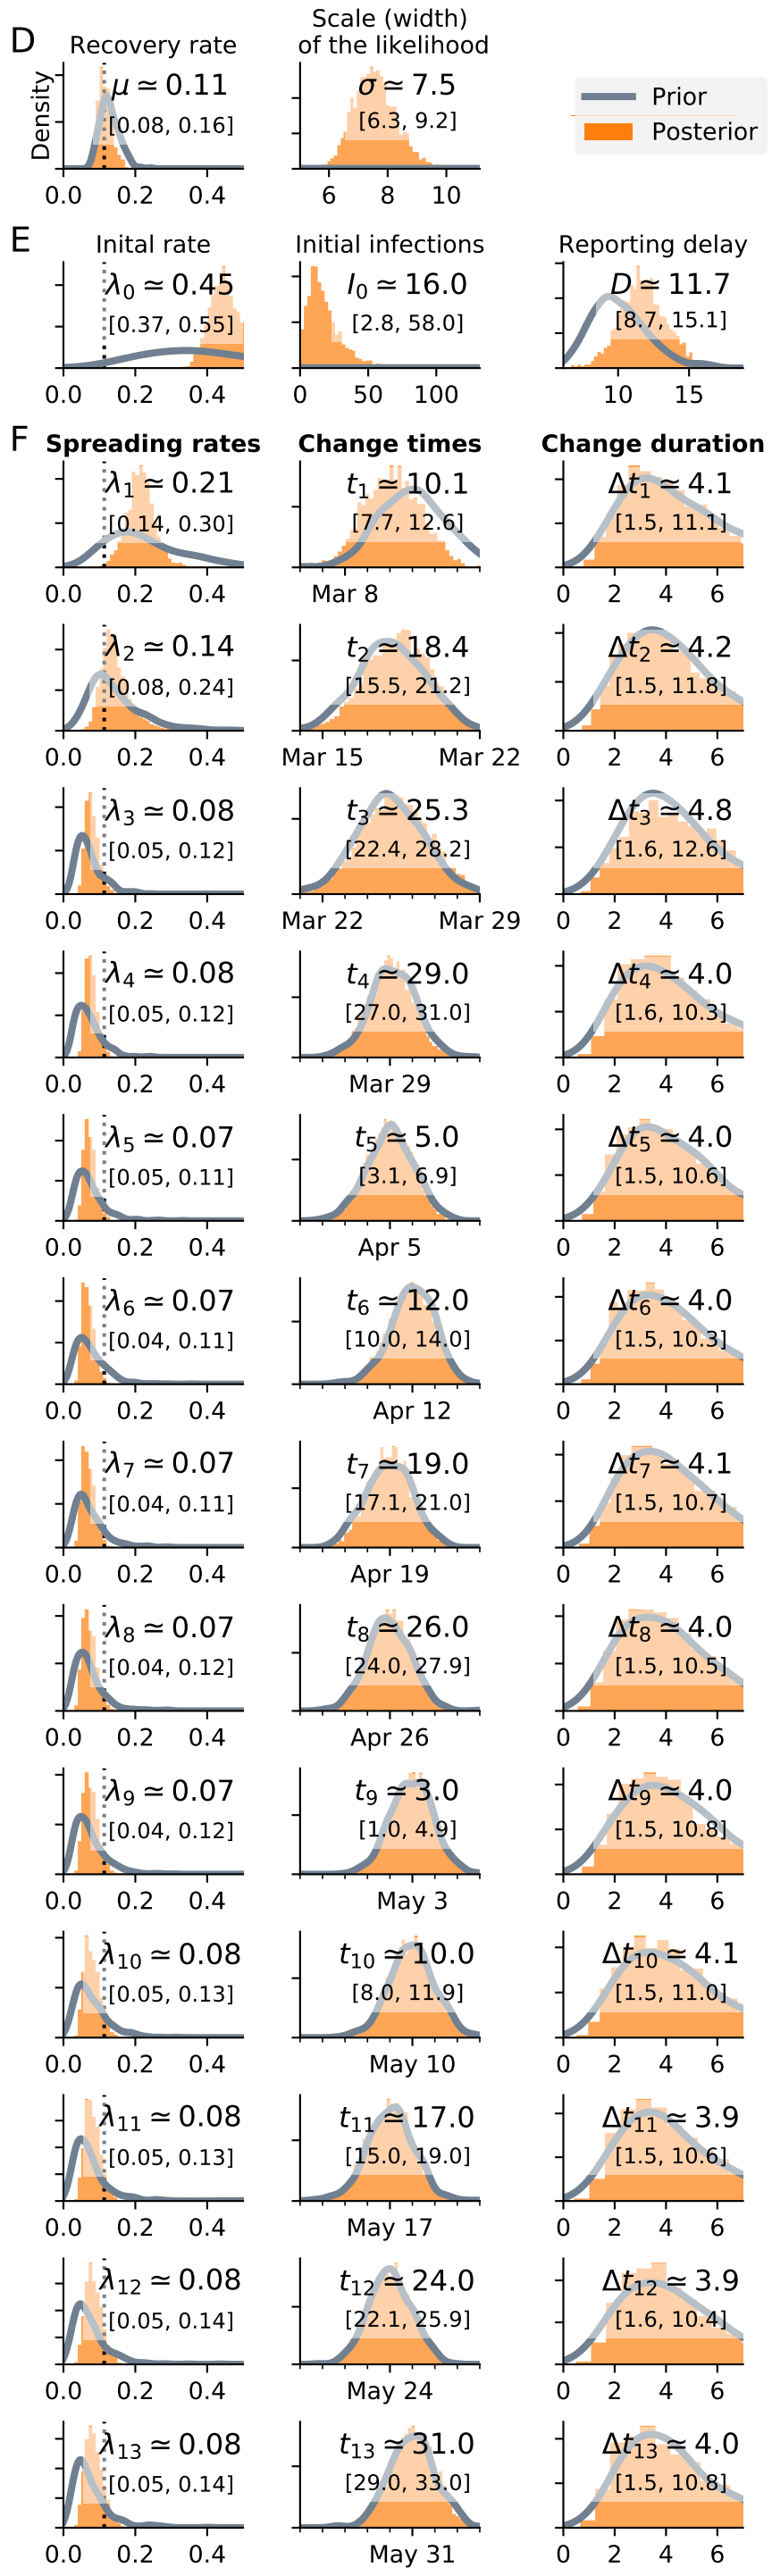 D
Recovery rate
Scale (width)
of the likelihood
Density
μ ≃ 0.11
[0.08, 0.16]
0.0 0.2 0.4
σ ≃ 7.5
[6.3, 9.2]
6 8 10
Prior
Posterior
E
Inital rate
λ0 ≃ 0.45
[0.37, 0.55]
0.0 0.2 0.4
Initial infections
I0 ≃ 16.0
[2.8, 58.0]
0 50 100
Reporting delay
D ≃ 11.7
[8.7, 15.1]
10 15
F
Spreading rates Change times Change duration
λ1 ≃ 0.21
[0.14, 0.30]
0.0 0.2 0.4
t1 ≃ 10.1
[7.7, 12.6]
Mar 8
Δt1 ≃ 4.1
[1.5, 11.1]
0 2 4 6
λ2 ≃ 0.14
[0.08, 0.24]
0.0 0.2 0.4
t2 ≃ 18.4
[15.5, 21.2]
Mar 15 Mar 22
Δt2 ≃ 4.2
[1.5, 11.8]
0 2 4 6
λ3 ≃ 0.08
[0.05, 0.12]
0.0 0.2 0.4
t3 ≃ 25.3
[22.4, 28.2]
Mar 22 Mar 29
Δt3 ≃ 4.8
[1.6, 12.6]
0 2 4 6
λ4 ≃ 0.08
[0.05, 0.12]
0.0 0.2 0.4
t4 ≃ 29.0
[27.0, 31.0]
Mar 29
Δt4 ≃ 4.0
[1.6, 10.3]
0 2 4 6
λ5 ≃ 0.07
[0.05, 0.11]
0.0 0.2 0.4
t5 ≃ 5.0
[3.1, 6.9]
Apr 5
Δt5 ≃ 4.0
[1.5, 10.6]
0 2 4 6
λ6 ≃ 0.07
[0.04, 0.11]
0.0 0.2 0.4
t6 ≃ 12.0
[10.0, 14.0]
Apr 12
Δt6 ≃ 4.0
[1.5, 10.3]
0 2 4 6
λ7 ≃ 0.07
[0.04, 0.11]
0.0 0.2 0.4
t7 ≃ 19.0
[17.1, 21.0]
Apr 19
Δt7 ≃ 4.1
[1.5, 10.7]
0 2 4 6
λ8 ≃ 0.07
[0.04, 0.12]
0.0 0.2 0.4
t8 ≃ 26.0
[24.0, 27.9]
Apr 26
Δt8 ≃ 4.0
[1.5, 10.5]
0 2 4 6
λ9 ≃ 0.07
[0.04, 0.12]
0.0 0.2 0.4
t9 ≃ 3.0
[1.0, 4.9]
May 3
Δt9 ≃ 4.0
[1.5, 10.8]
0 2 4 6
λ10 ≃ 0.08
[0.05, 0.13]
0.0 0.2 0.4
t10 ≃ 10.0
[8.0, 11.9]
May 10
Δt10 ≃ 4.1
[1.5, 11.0]
0 2 4 6
λ11 ≃ 0.08
[0.05, 0.13]
0.0 0.2 0.4
t11 ≃ 17.0
[15.0, 19.0]
May 17
Δt11 ≃ 3.9
[1.5, 10.6]
0 2 4 6
λ12 ≃ 0.08
[0.05, 0.14]
0.0 0.2 0.4
t12 ≃ 24.0
[22.1, 25.9]
May 24
Δt12 ≃ 3.9
[1.6, 10.4]
0 2 4 6
λ13 ≃ 0.08
[0.05, 0.14]
0.0 0.2 0.4
t13 ≃ 31.0
[29.0, 33.0]
May 31
Δt13 ≃ 4.0
[1.5, 10.8]
0 2 4 6